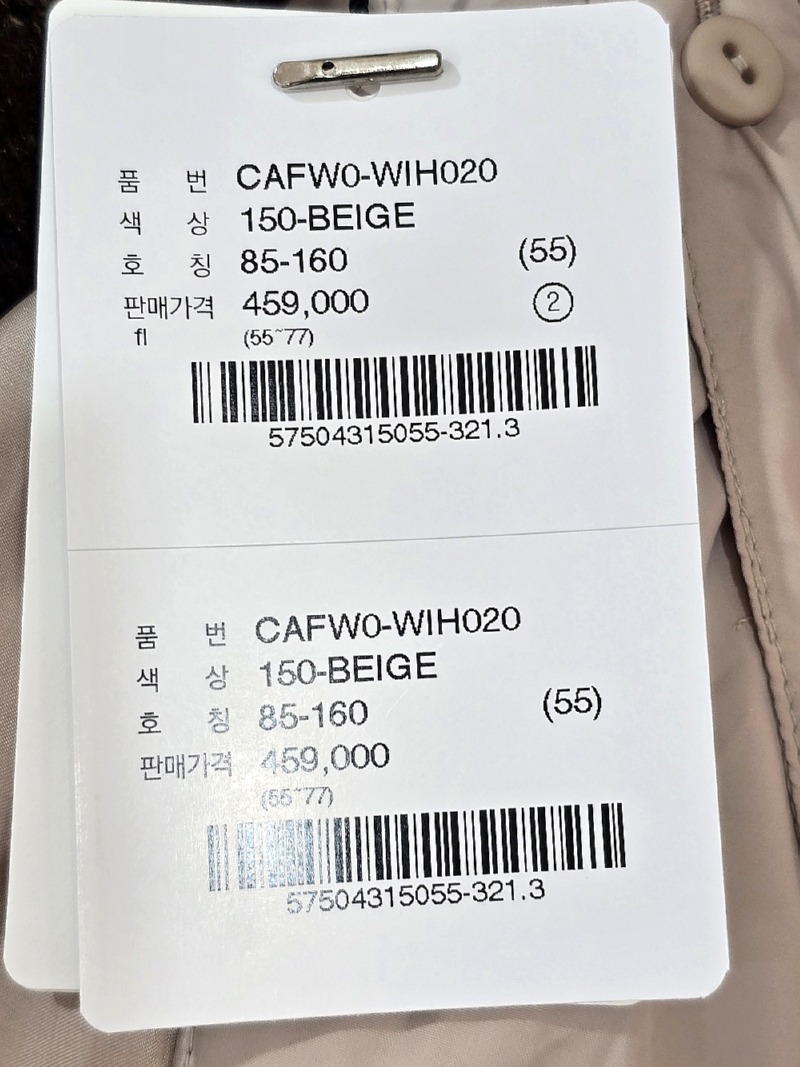 품 번 CAFW0-WIH020
색 상 150-BEIGE
호 칭 85-160 (55)
판매가격 459,000 ②
fl (55~77)
57504315055-321.3
품 번 CAFW0-WIH020
색 상 150-BEIGE
호 칭 85-160 (55)
판매가격 459,000
(55~77)
57504315055-321.3